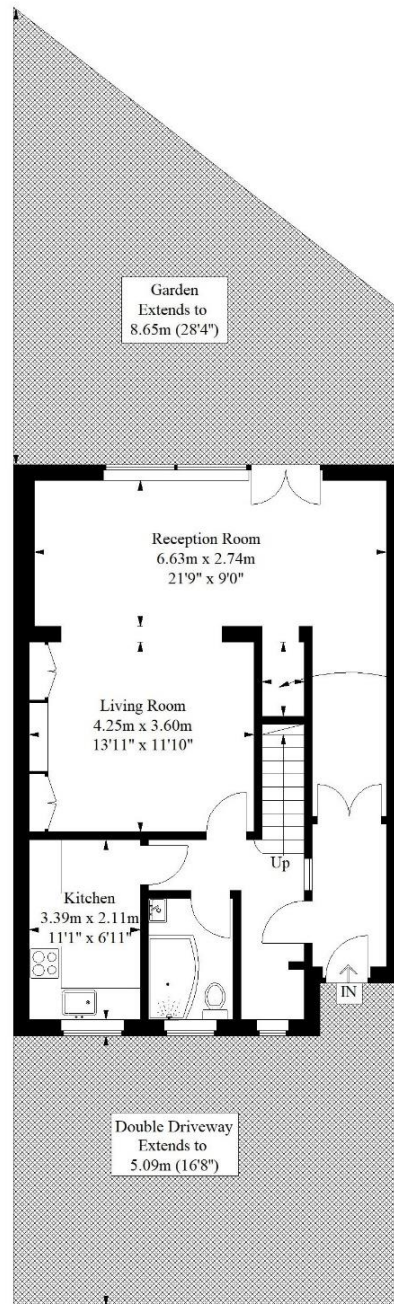 Garden
Extends to
8.65m (28'4")
Reception Room
6.63m x 2.74m
21'9" x 9'0"
Living Room
4.25m x 3.60m
13'11" x 11'10"
Up
Kitchen
3.39m x 2.11m
11'1" x 6'11"
IN
Double Driveway
Extends to
5.09m (16'8")